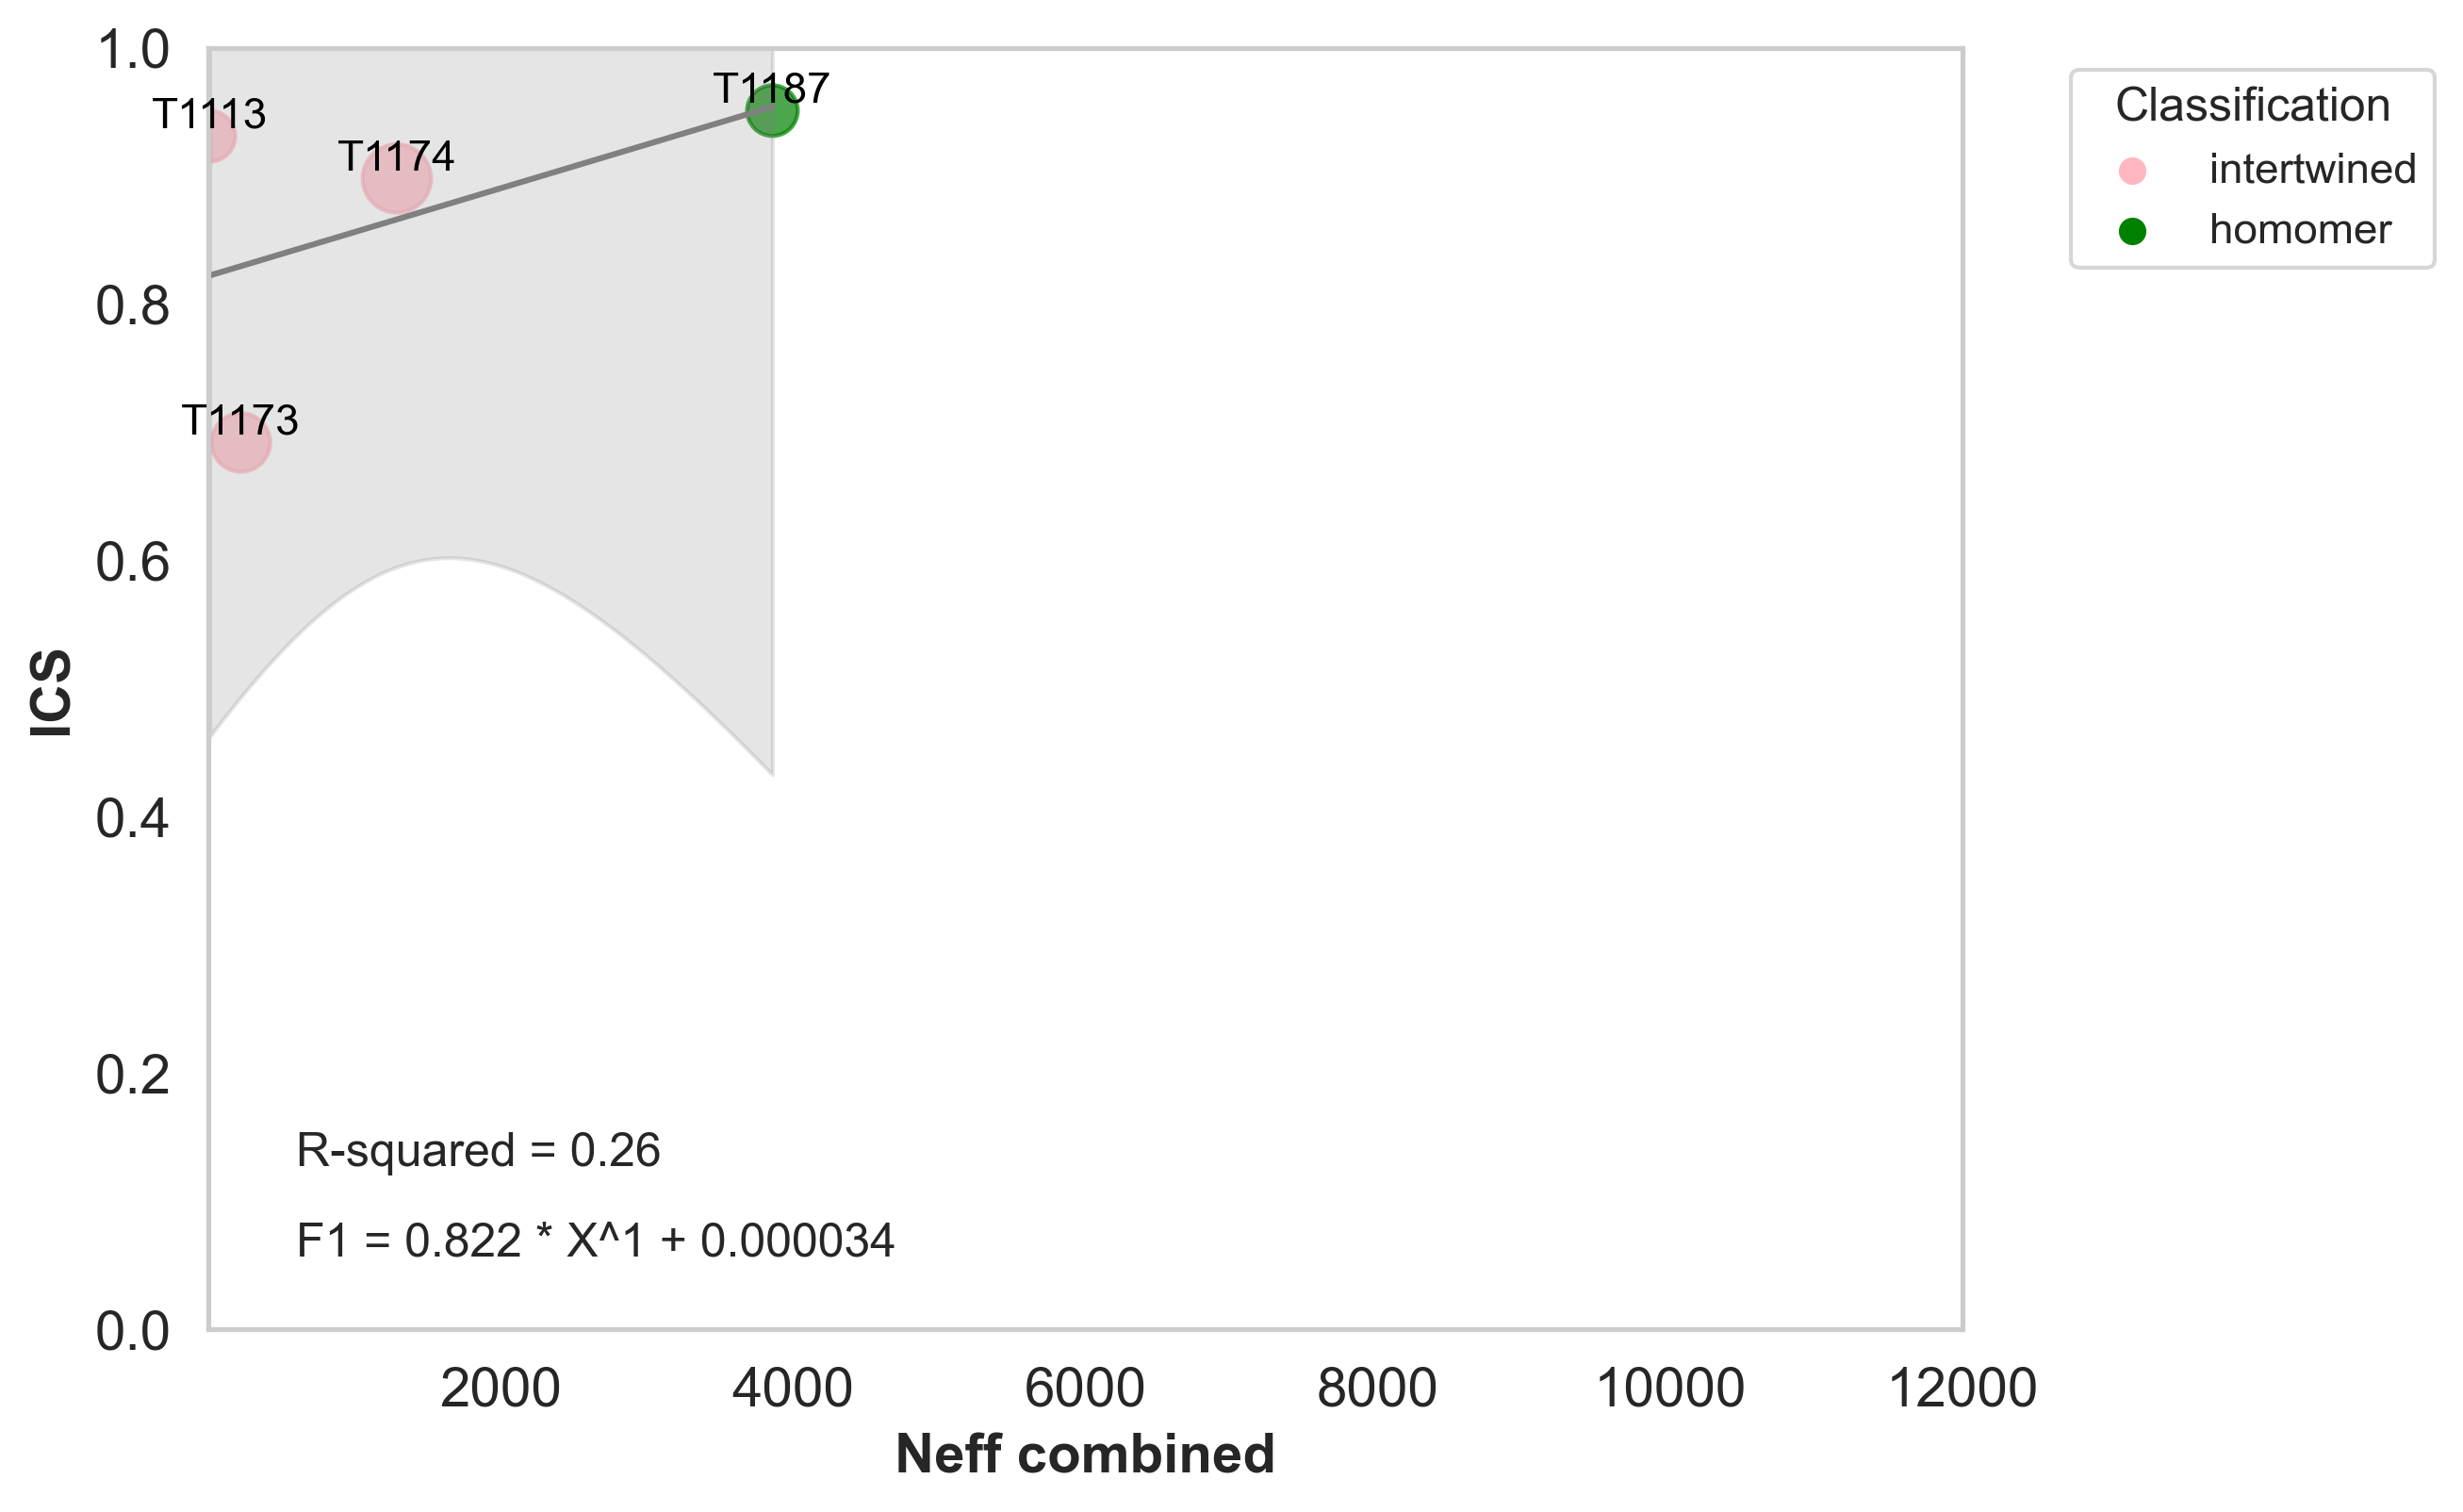 1.0
0.8
0.6
0.4
0.2
0.0
ICS
T1113
T1174
T1187
T1173
R-squared = 0.26
F1 = 0.822 * X^1 + 0.000034
2000 4000 6000 8000 10000 12000
Neff combined
Classification
intertwined
homomer